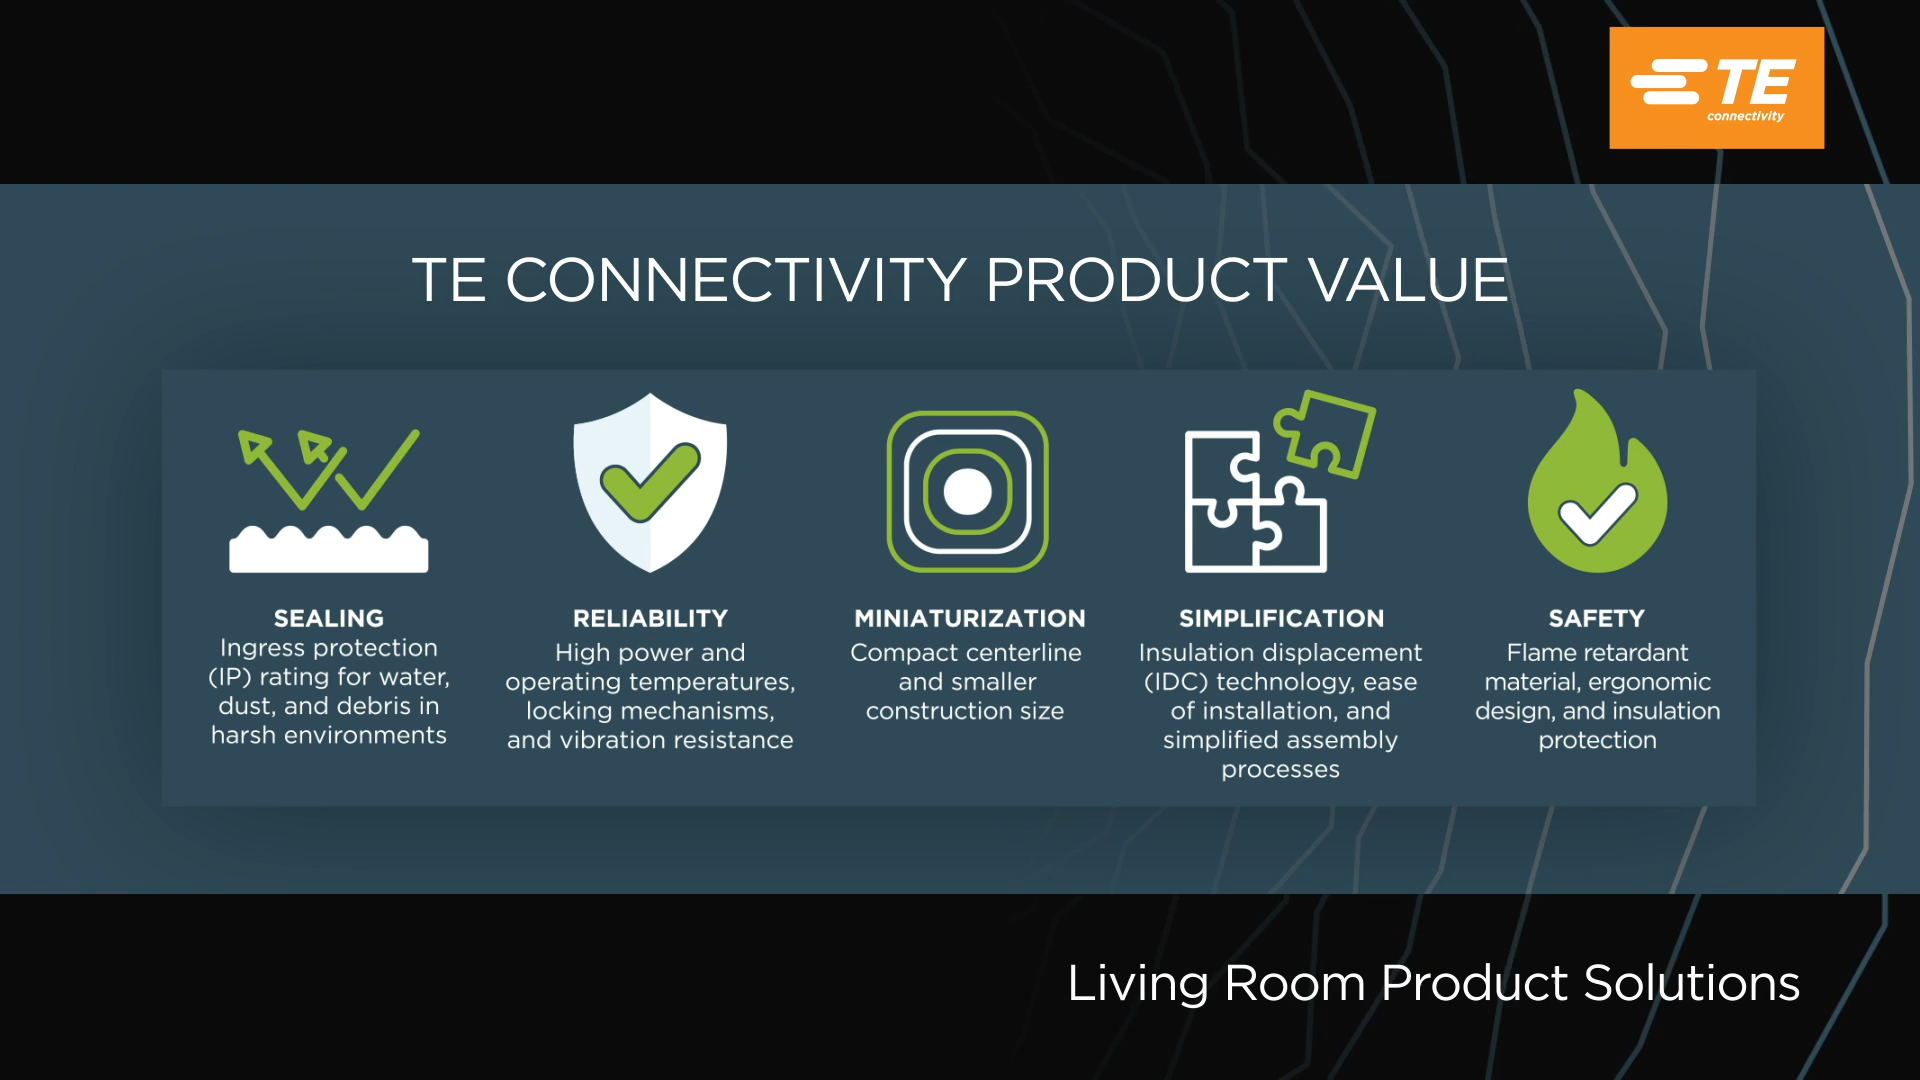 TE
connectivity
TE CONNECTIVITY PRODUCT VALUE
SEALING
Ingress protection
(IP) rating for water,
dust, and debris in
harsh environments
RELIABILITY
High power and
operating temperatures,
locking mechanisms,
and vibration resistance
MINIATURIZATION
Compact centerline
and smaller
construction size
SIMPLIFICATION
Insulation displacement
(IDC) technology, ease
of installation, and
simplified assembly
processes
SAFETY
Flame retardant
material, ergonomic
design, and insulation
protection
Living Room Product Solutions